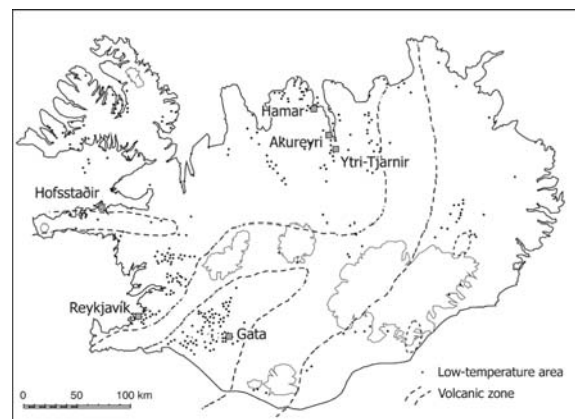 Hamar
Akureyri
Ytri-Tjarnir
Hofsstaðir
Reykjavík
Gata
Low-temperature area
Volcanic zone
0 50 100 km